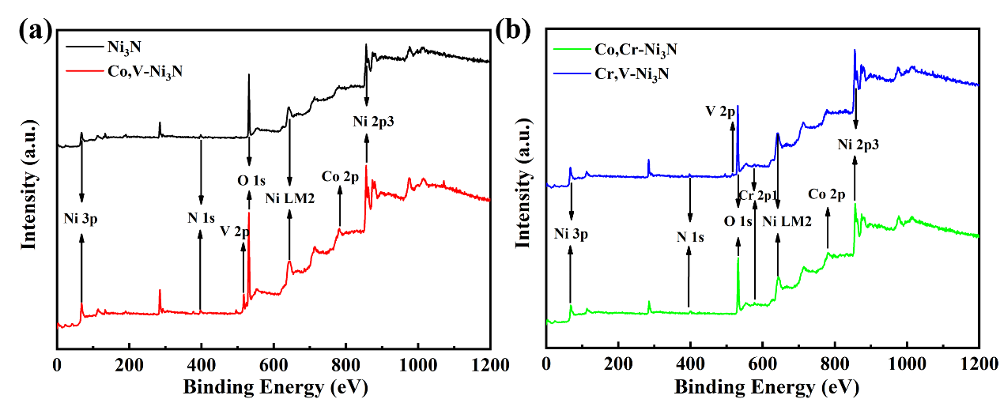 (a)
Ni₃N
Co,V-Ni₃N
Ni 3p
N 1s
V 2p
O 1s
Ni LM2
Co 2p
Ni 2p3
Intensity (a.u.)
0 200 400 600 800 1000 1200
Binding Energy (eV)
(b)
Co,Cr-Ni₃N
Cr,V-Ni₃N
V 2p
Ni 2p3
Cr 2p1
Co 2p
O 1s
Ni LM2
Ni 3p
N 1s
Intensity (a.u.)
0 200 400 600 800 1000 1200
Binding Energy (eV)